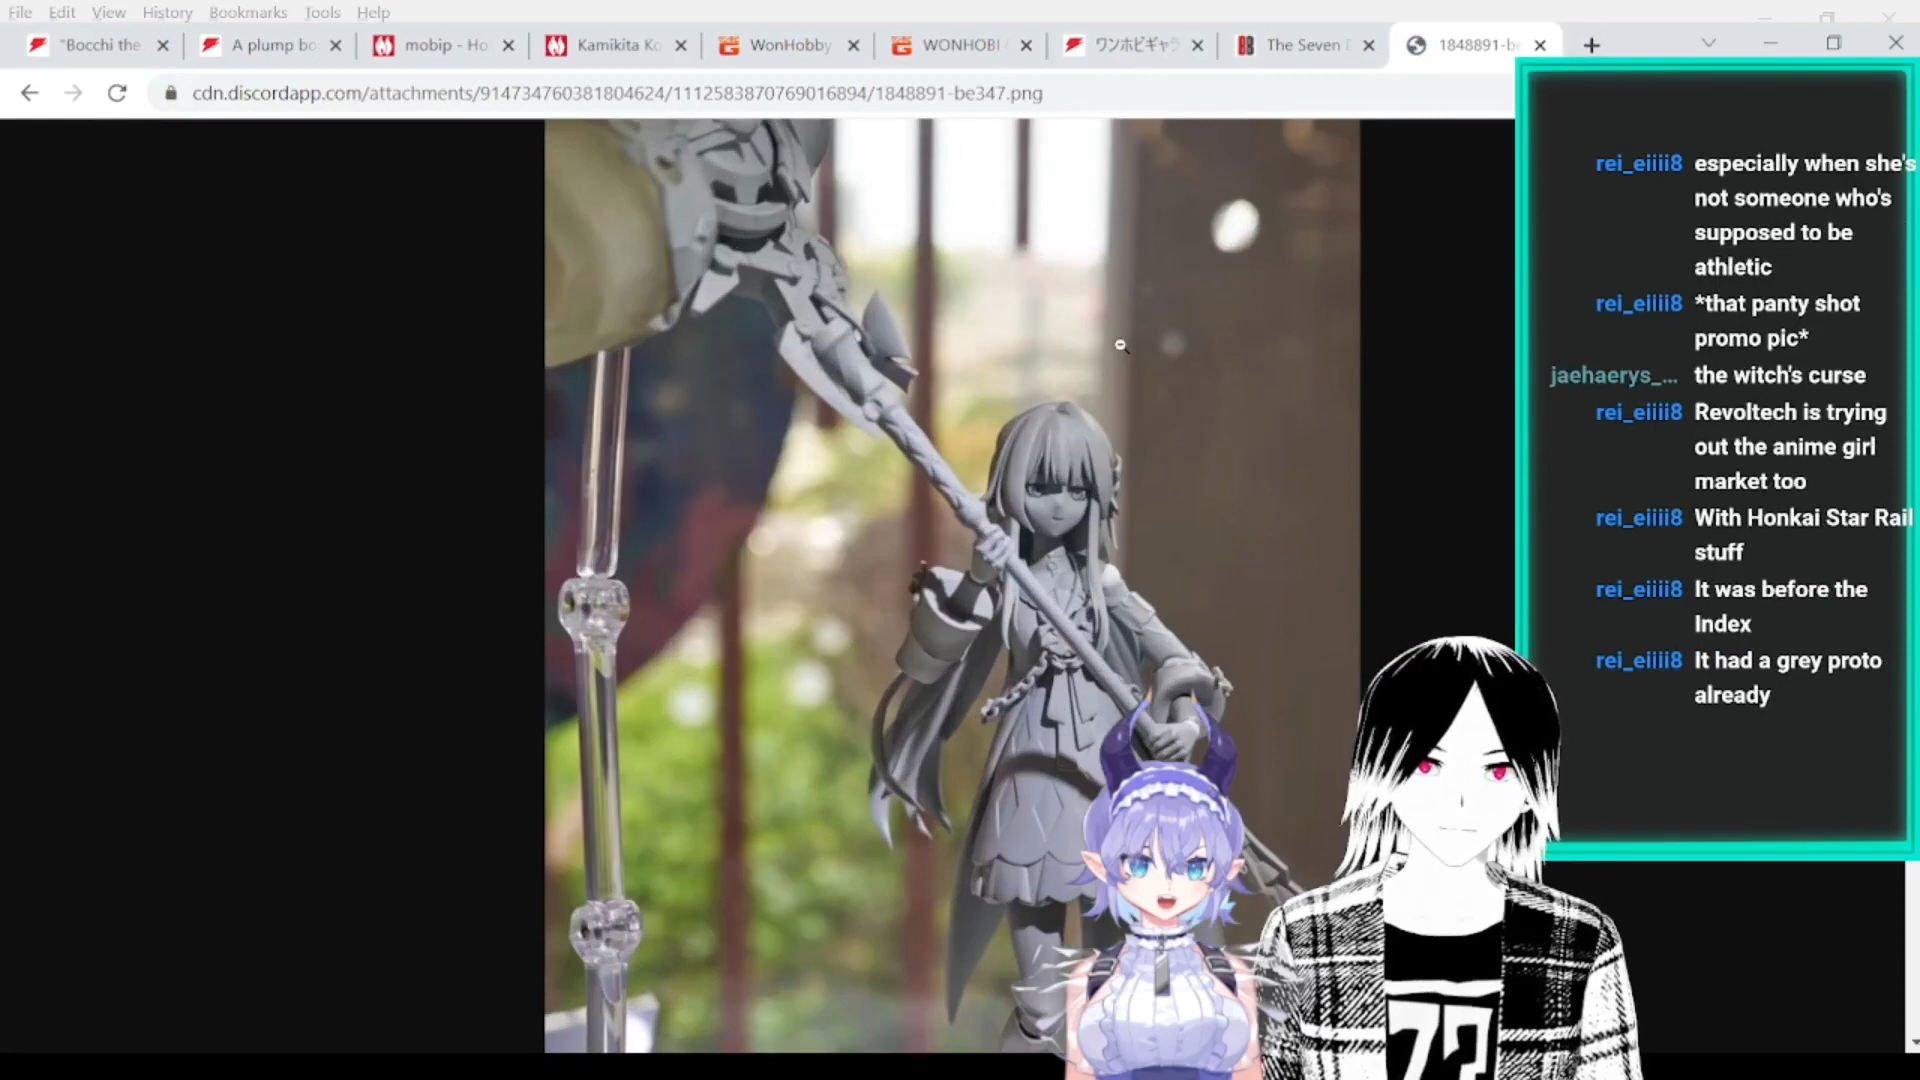 File Edit View History Bookmarks Tools Help
"Bocchi the
A plump bo
mobip - Ho
Kamikita Ko
WonHobby
WONHOBI
ワンホビギャラ
The Seven D
1848891-be
cdn.discordapp.com/attachments/914734760381804624/1112583870769016894/1848891-be347.png
rei_eiiii8 especially when she's
not someone who's
supposed to be
athletic
rei_eiiii8 *that panty shot
promo pic*
jaehaerys_... the witch's curse
rei_eiiii8 Revoltech is trying
out the anime girl
market too
rei_eiiii8 With Honkai Star Rail
stuff
rei_eiiii8 It was before the
Index
rei_eiiii8 It had a grey proto
already